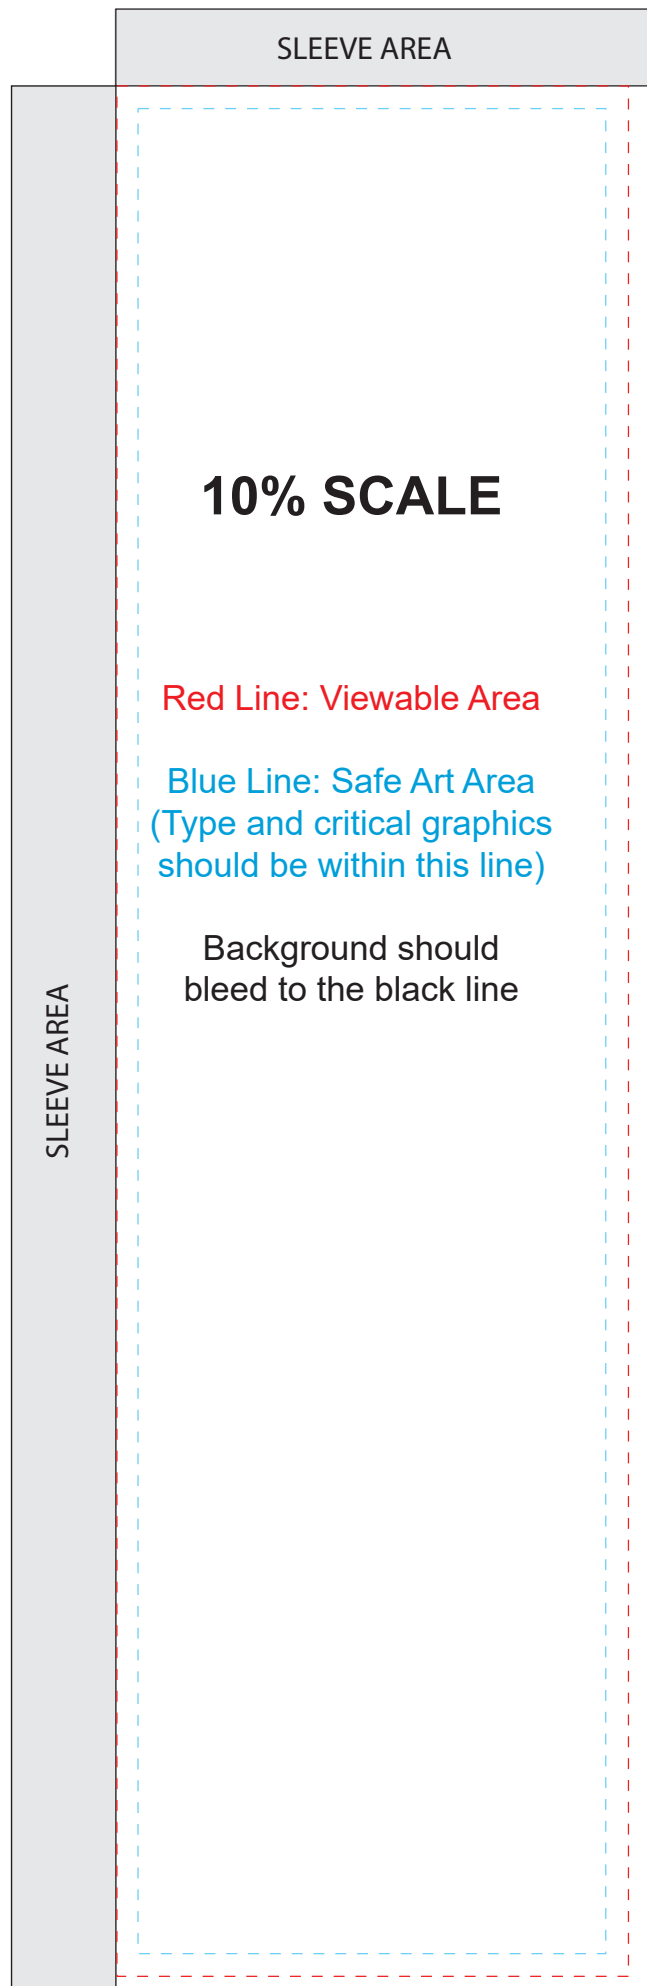 SLEEVE AREA
10% SCALE
Red Line: Viewable Area
Blue Line: Safe Art Area
(Type and critical graphics
should be within this line)
Background should
bleed to the black line
SLEEVE AREA